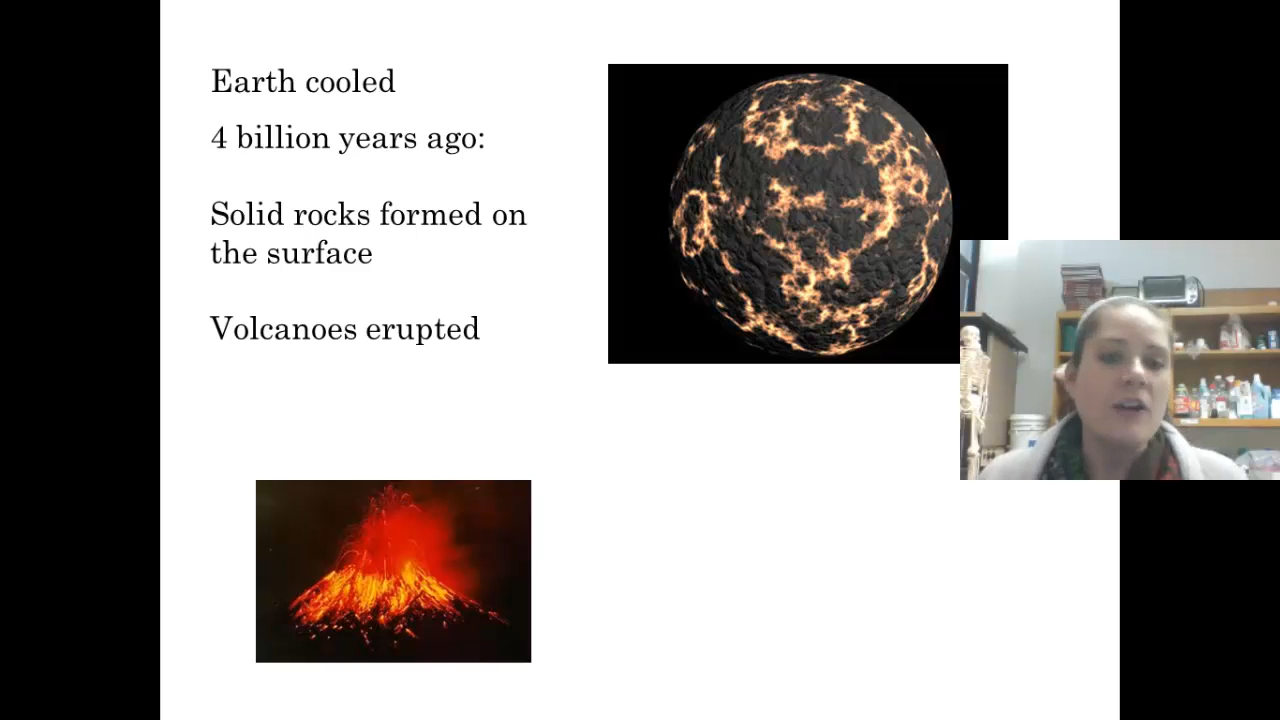 Earth cooled
4 billion years ago:
Solid rocks formed on
the surface
Volcanoes erupted